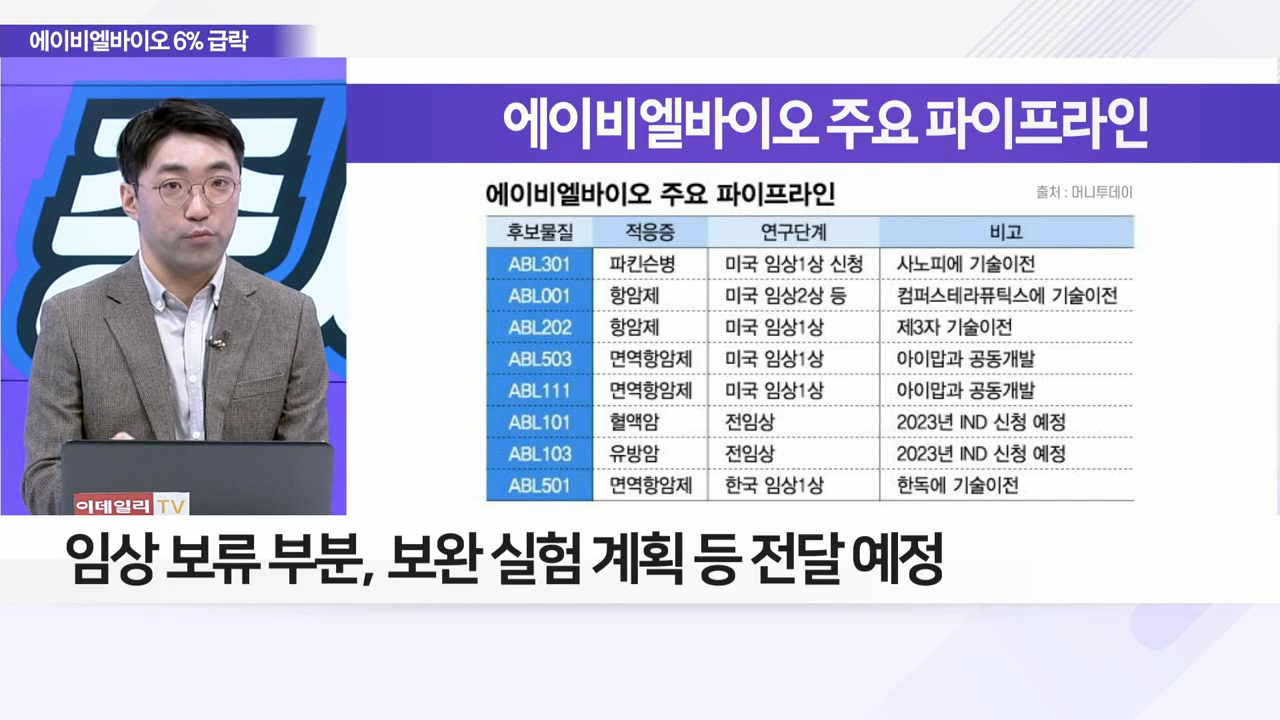 에이비엘바이오 6% 급락
에이비엘바이오 주요 파이프라인
에이비엘바이오 주요 파이프라인
출처 : 머니투데이
후보물질 적응증 연구단계 비고
ABL301 파킨슨병 미국 임상1상 신청 사노피에 기술이전
ABL001 항암제 미국 임상2상 등 컴퍼스테라퓨틱스에 기술이전
ABL202 항암제 미국 임상1상 제3자 기술이전
ABL503 면역항암제 미국 임상1상 아이맙과 공동개발
ABL111 면역항암제 미국 임상1상 아이맙과 공동개발
ABL101 혈액암 전임상 2023년 IND 신청 예정
ABL103 유방암 전임상 2023년 IND 신청 예정
ABL501 면역항암제 한국 임상1상 한독에 기술이전
이데일리 TV
임상 보류 부분, 보완 실험 계획 등 전달 예정